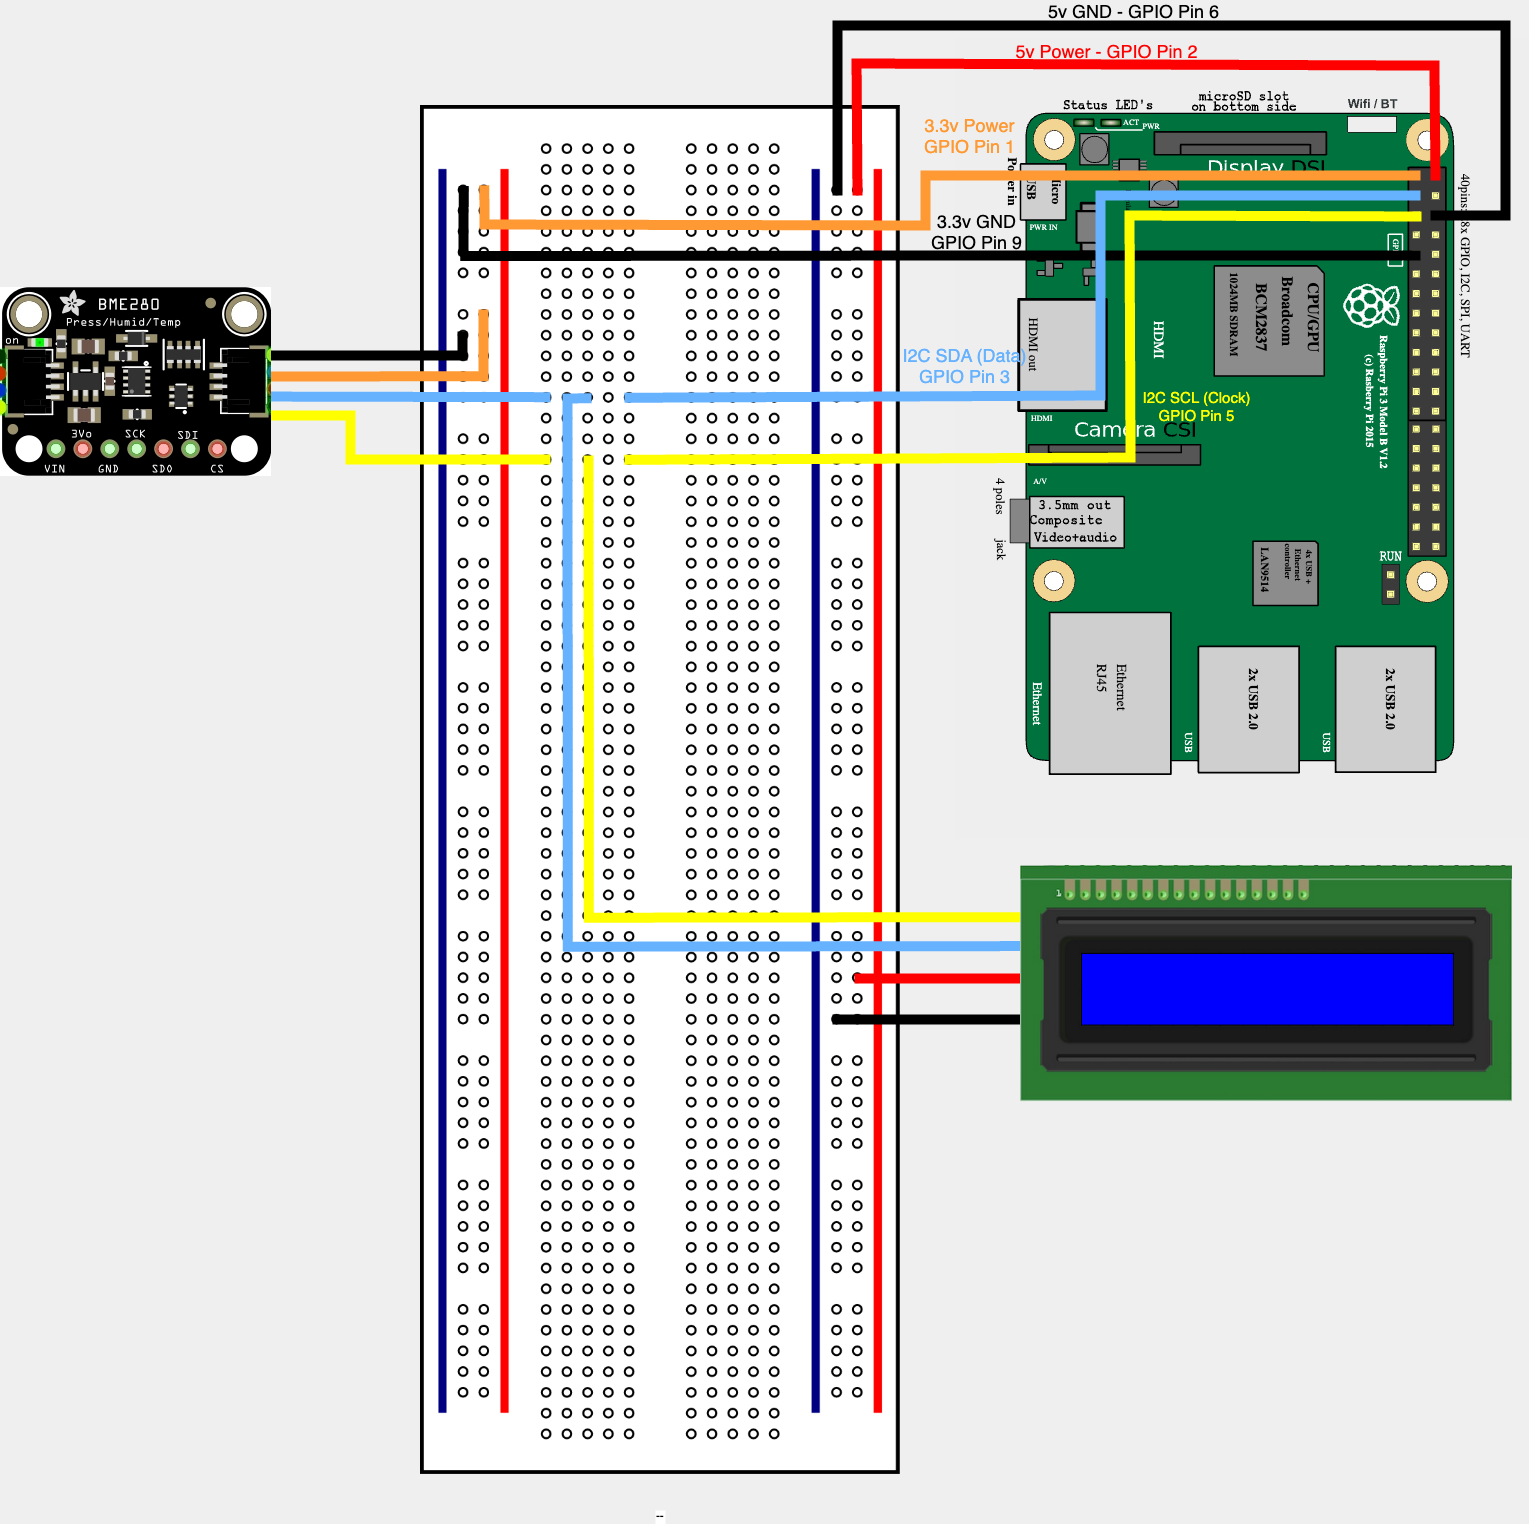 5v GND - GPIO Pin 6
5v Power - GPIO Pin 2
Status LED's
microSD slot
on bottom side
Wifi / BT
3.3v Power
GPIO Pin 1
ACT
PWR
Display DSI
Power in
Micro
USB
PWR IN
3.3v GND
GPIO Pin 9
40pins: 28x GPIO, I2C, SPI, UART
CPU/GPU
Broadcom
BCM2837
1024MB SDRAM
HDMI out
HDMI
HDMI
Raspberry Pi 3 Model B V1.2
(c) Rasberry Pi 2015
I2C SDA (Data)
GPIO Pin 3
I2C SCL (Clock)
GPIO Pin 5
Camera CSI
A/V
4 poles
jack
3.5mm out
Composite
Video+audio
RUN
4x USB +
Ethernet
controller
LAN9514
Ethernet
Ethernet
RJ45
USB
2x USB 2.0
USB
2x USB 2.0
BME280
Press/Humid/Temp
on
3Vo
SCK
SDI
VIN
GND
SDO
CS
1
--